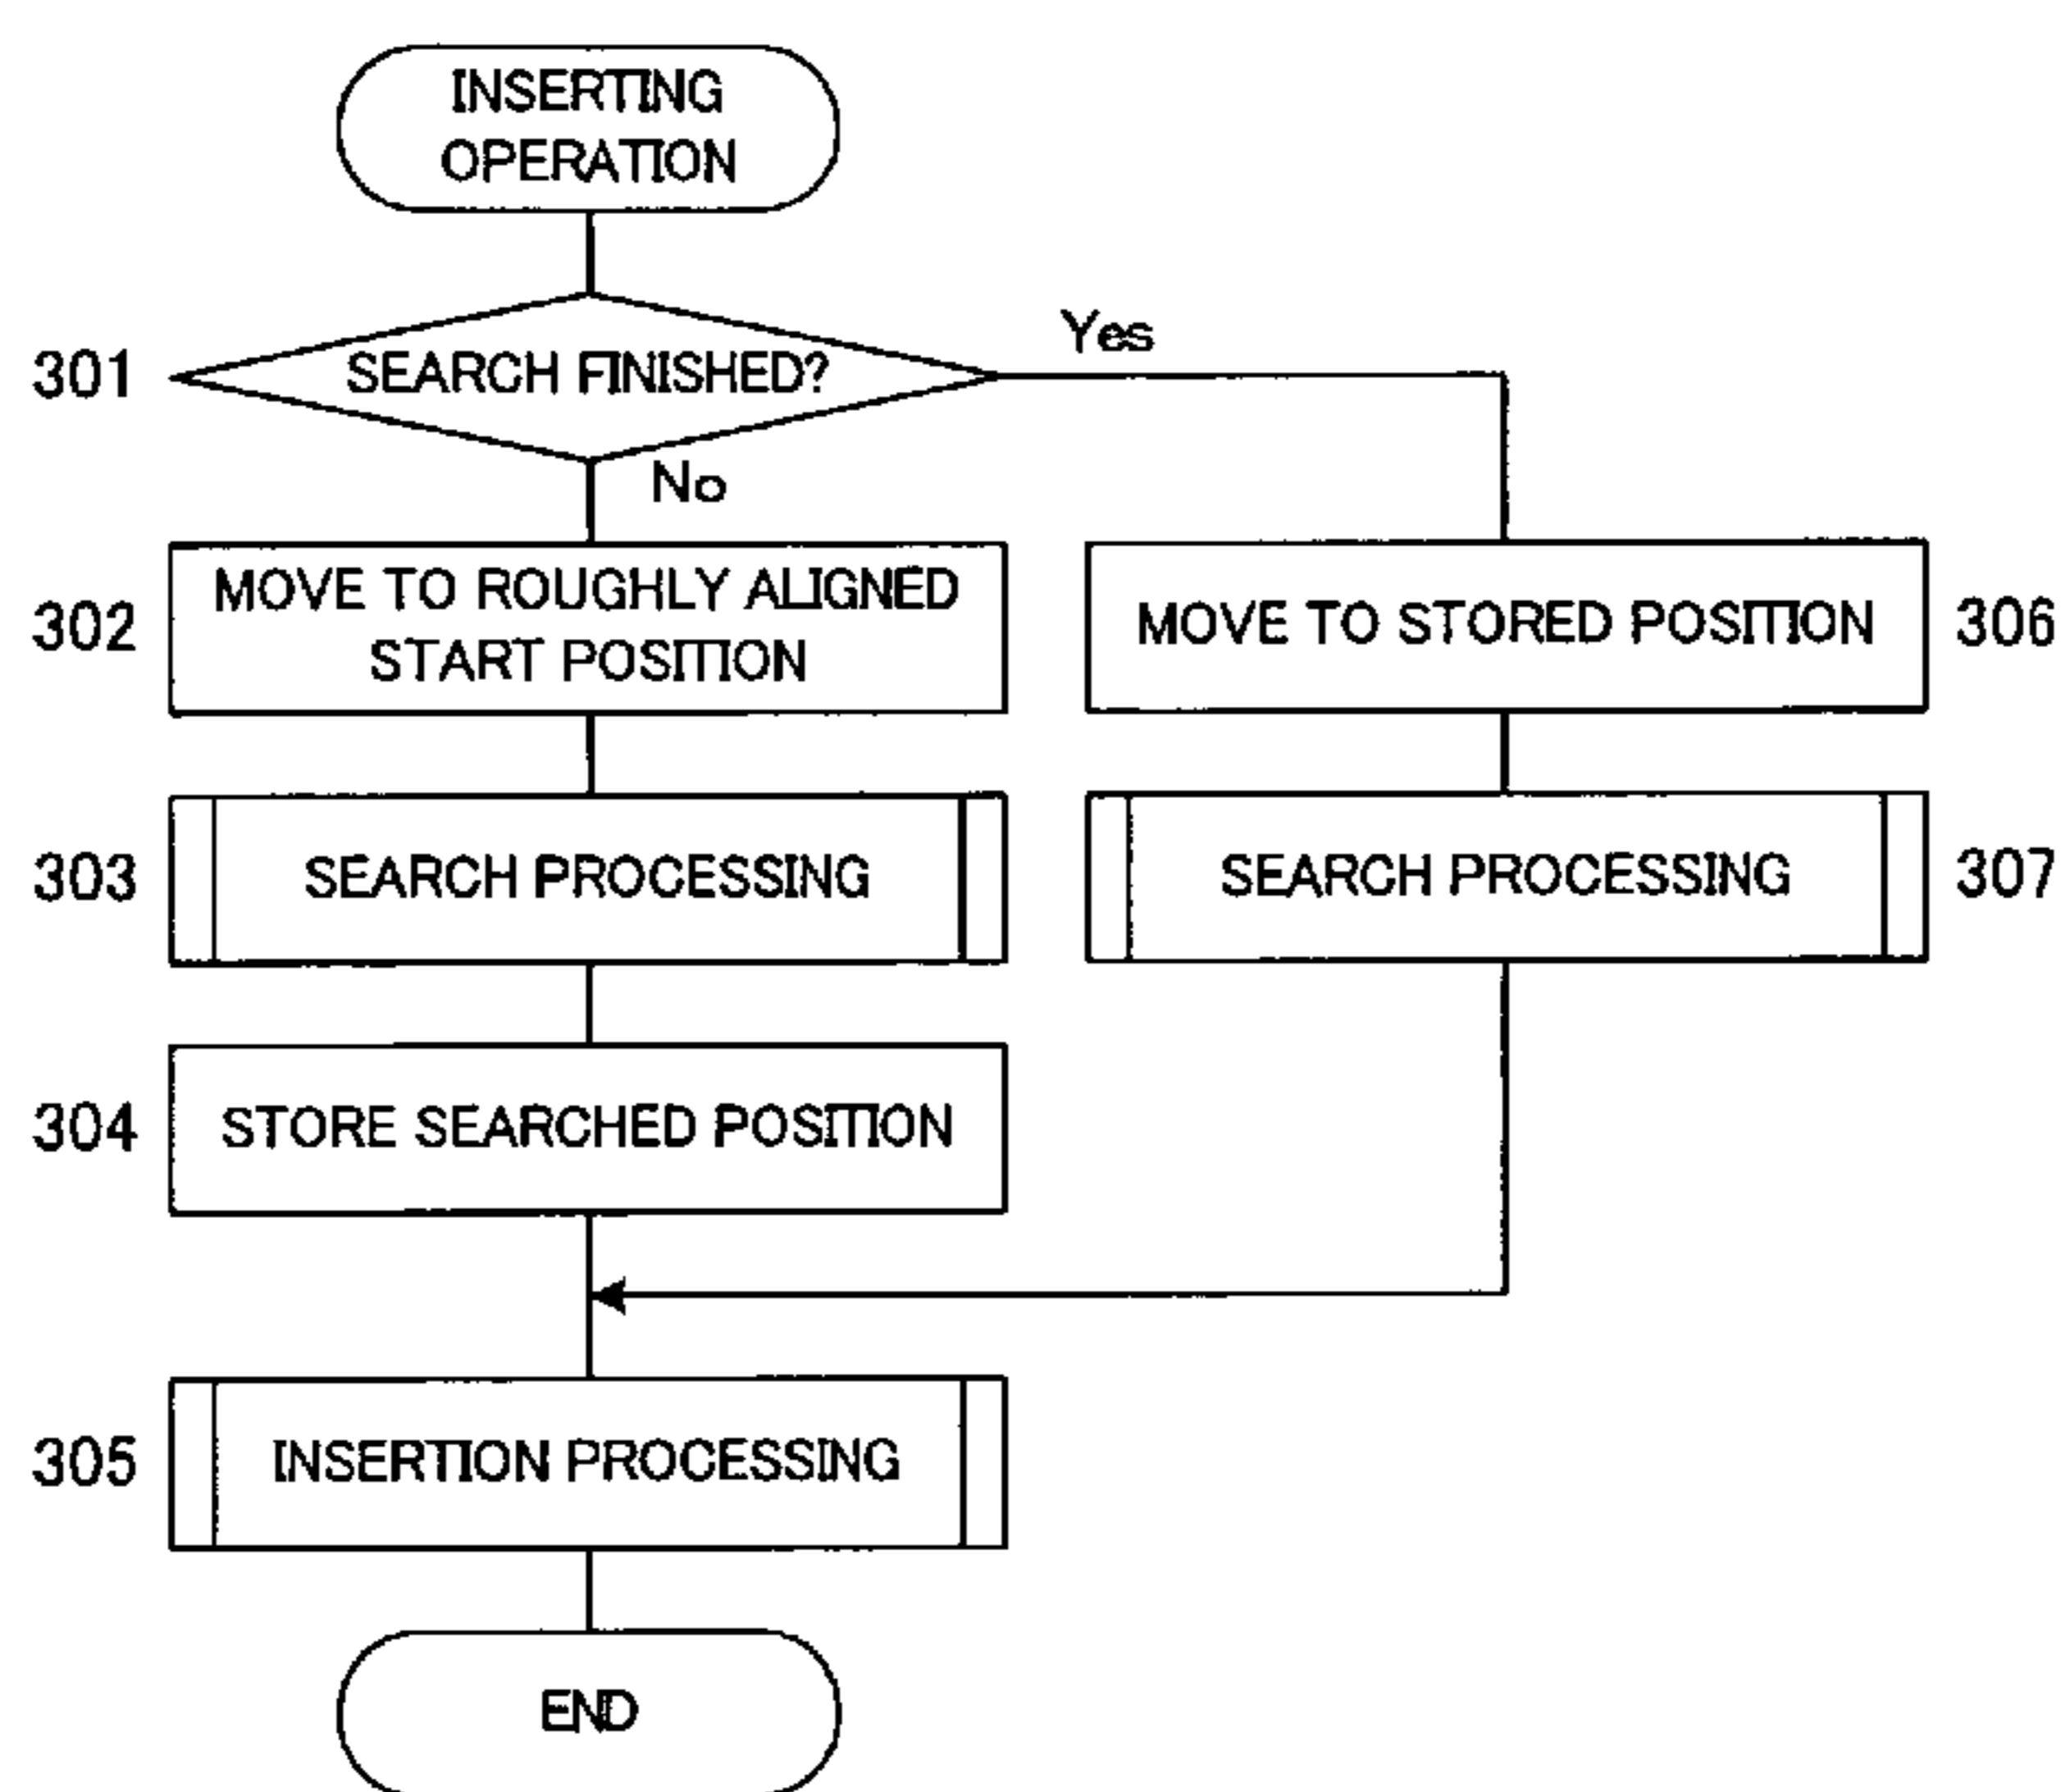 INSERTING
OPERATION
301
SEARCH FINISHED?
Yes
No
302
MOVE TO ROUGHLY ALIGNED
START POSITION
MOVE TO STORED POSITION
306
303
SEARCH PROCESSING
SEARCH PROCESSING
307
304
STORE SEARCHED POSITION
305
INSERTION PROCESSING
END